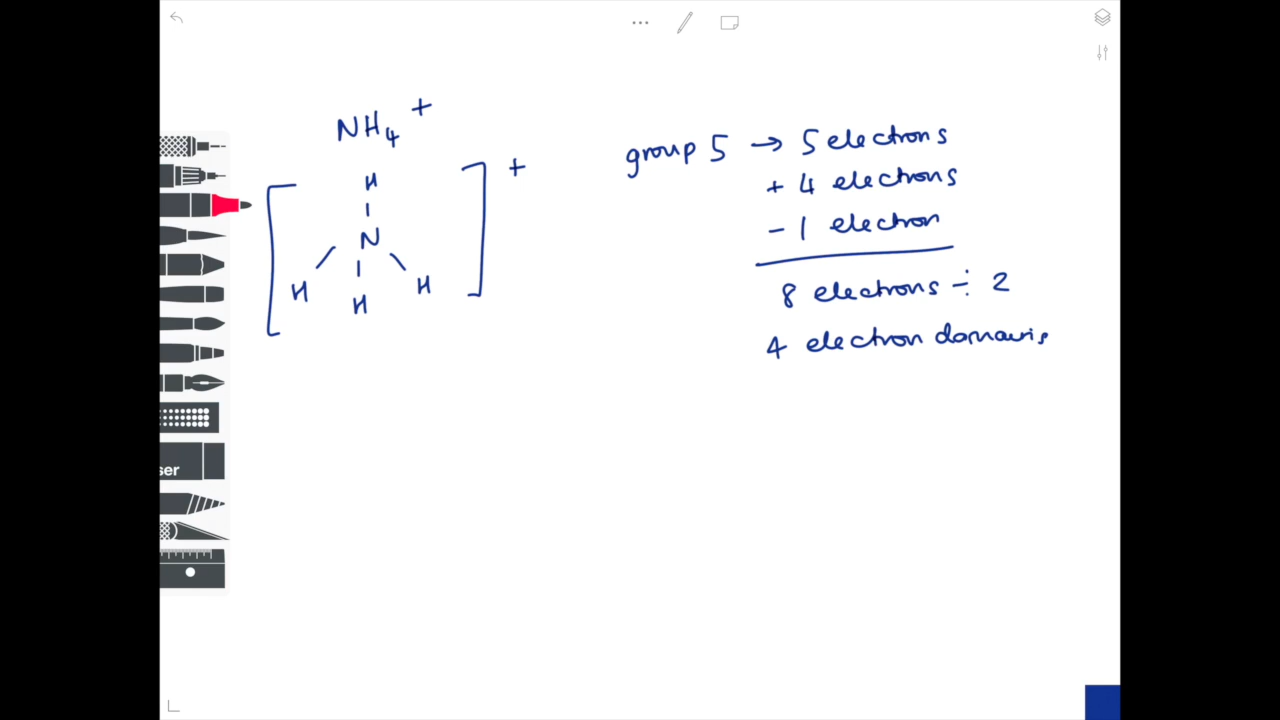 NH4+
[H N H H H]+
group 5 → 5 electrons
+ 4 electrons
- 1 electron
8 electrons ÷ 2
4 electron domains
ser